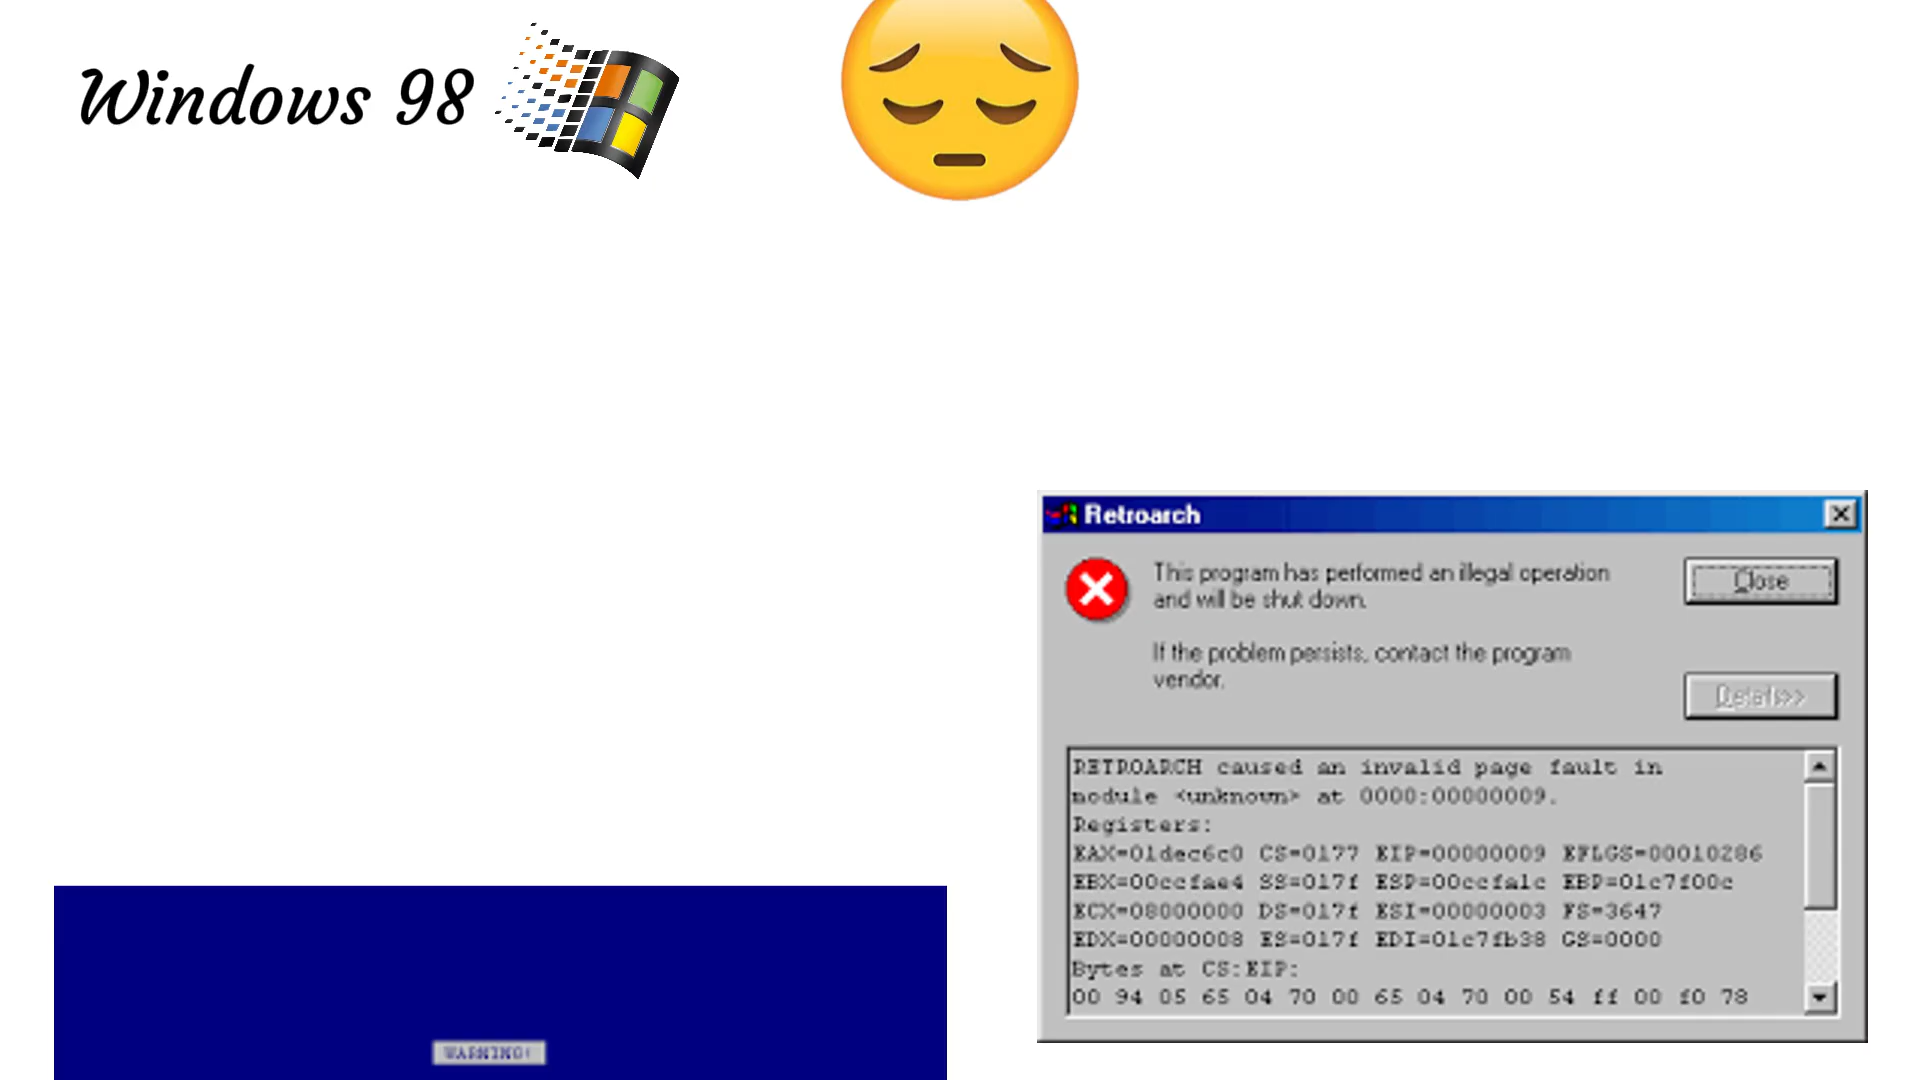 Windows 98
Retroarch
This program has performed an illegal operation
and will be shut down.
Close
If the problem persists, contact the program
vendor.
Details>>
RETROARCH caused an invalid page fault in
module <unknown> at 0000:00000009.
Registers:
EAX=01dec6c0 CS=0177 EIP=00000009 EFLGS=00010286
EBX=00ccfae4 SS=017f ESP=00ccfa1c EBP=01c7f00c
ECX=08000000 DS=017f ESI=00000003 FS=3647
EDX=00000008 ES=017f EDI=01c7fb38 GS=0000
Bytes at CS:EIP:
00 94 05 65 04 70 00 65 04 70 00 54 ff 00 f0 78
WARNING!